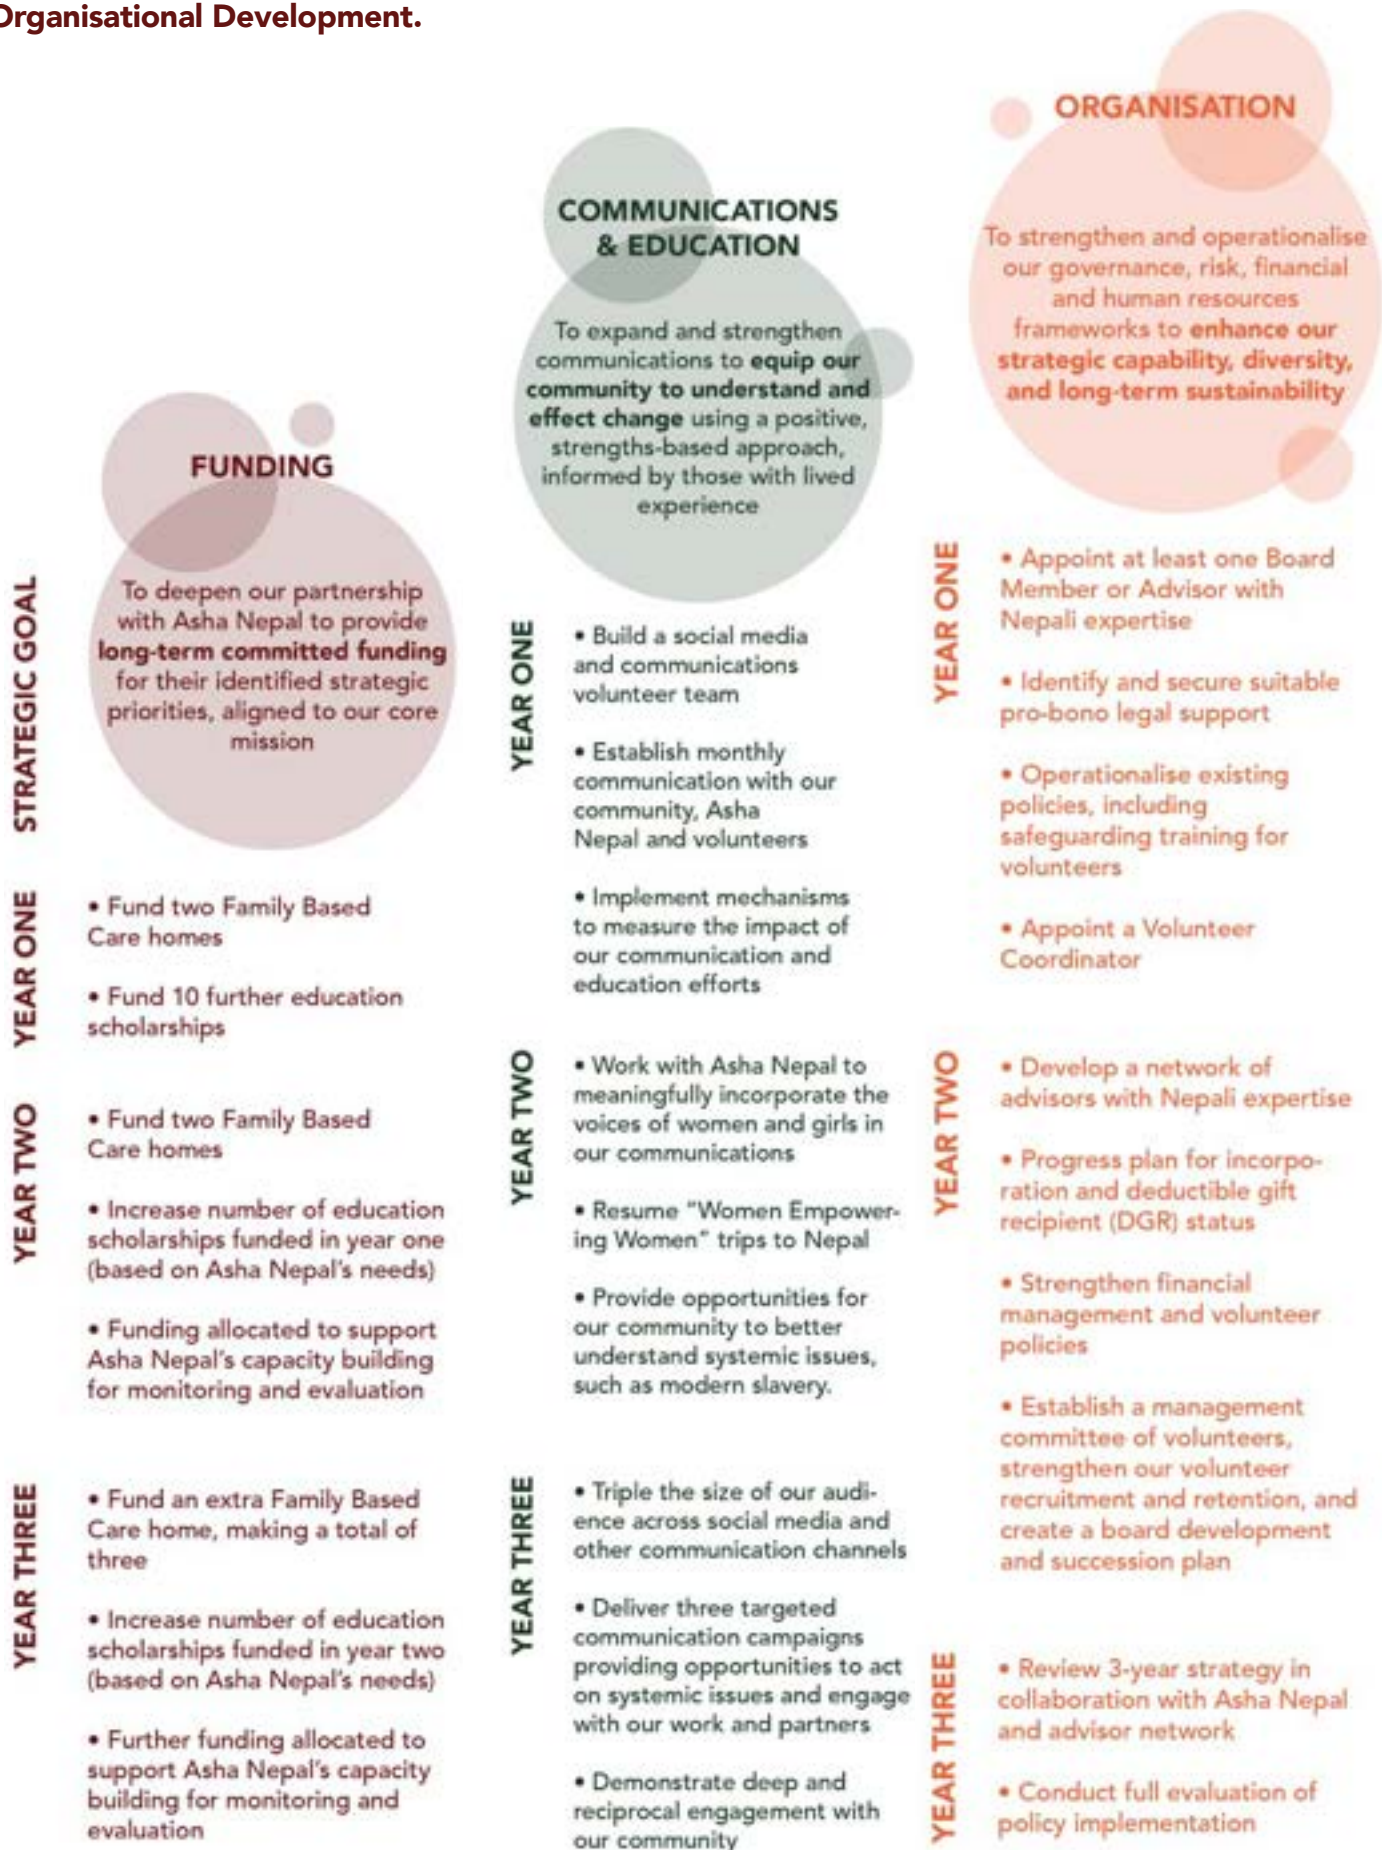 Organisational Development.
FUNDING
STRATEGIC GOAL
To deepen our partnership
with Asha Nepal to provide
long-term committed funding
for their identified strategic
priorities, aligned to our core
mission
YEAR ONE
• Fund two Family Based
Care homes
• Fund 10 further education
scholarships
YEAR TWO
• Fund two Family Based
Care homes
• Increase number of education
scholarships funded in year one
(based on Asha Nepal's needs)
• Funding allocated to support
Asha Nepal's capacity building
for monitoring and evaluation
YEAR THREE
• Fund an extra Family Based
Care home, making a total of
three
• Increase number of education
scholarships funded in year two
(based on Asha Nepal's needs)
• Further funding allocated to
support Asha Nepal's capacity
building for monitoring and
evaluation
COMMUNICATIONS
& EDUCATION
To expand and strengthen
communications to equip our
community to understand and
effect change using a positive,
strengths-based approach,
informed by those with lived
experience
YEAR ONE
• Build a social media
and communications
volunteer team
• Establish monthly
communication with our
community, Asha
Nepal and volunteers
• Implement mechanisms
to measure the impact of
our communication and
education efforts
YEAR TWO
• Work with Asha Nepal to
meaningfully incorporate the
voices of women and girls in
our communications
• Resume "Women Empower-
ing Women" trips to Nepal
• Provide opportunities for
our community to better
understand systemic issues,
such as modern slavery.
YEAR THREE
• Triple the size of our audi-
ence across social media and
other communication channels
• Deliver three targeted
communication campaigns
providing opportunities to act
on systemic issues and engage
with our work and partners
• Demonstrate deep and
reciprocal engagement with
our community
ORGANISATION
To strengthen and operationalise
our governance, risk, financial
and human resources
frameworks to enhance our
strategic capability, diversity,
and long-term sustainability
YEAR ONE
• Appoint at least one Board
Member or Advisor with
Nepali expertise
• Identify and secure suitable
pro-bono legal support
• Operationalise existing
policies, including
safeguarding training for
volunteers
• Appoint a Volunteer
Coordinator
YEAR TWO
• Develop a network of
advisors with Nepali expertise
• Progress plan for incorpo-
ration and deductible gift
recipient (DGR) status
• Strengthen financial
management and volunteer
policies
• Establish a management
committee of volunteers,
strengthen our volunteer
recruitment and retention, and
create a board development
and succession plan
YEAR THREE
• Review 3-year strategy in
collaboration with Asha Nepal
and advisor network
• Conduct full evaluation of
policy implementation